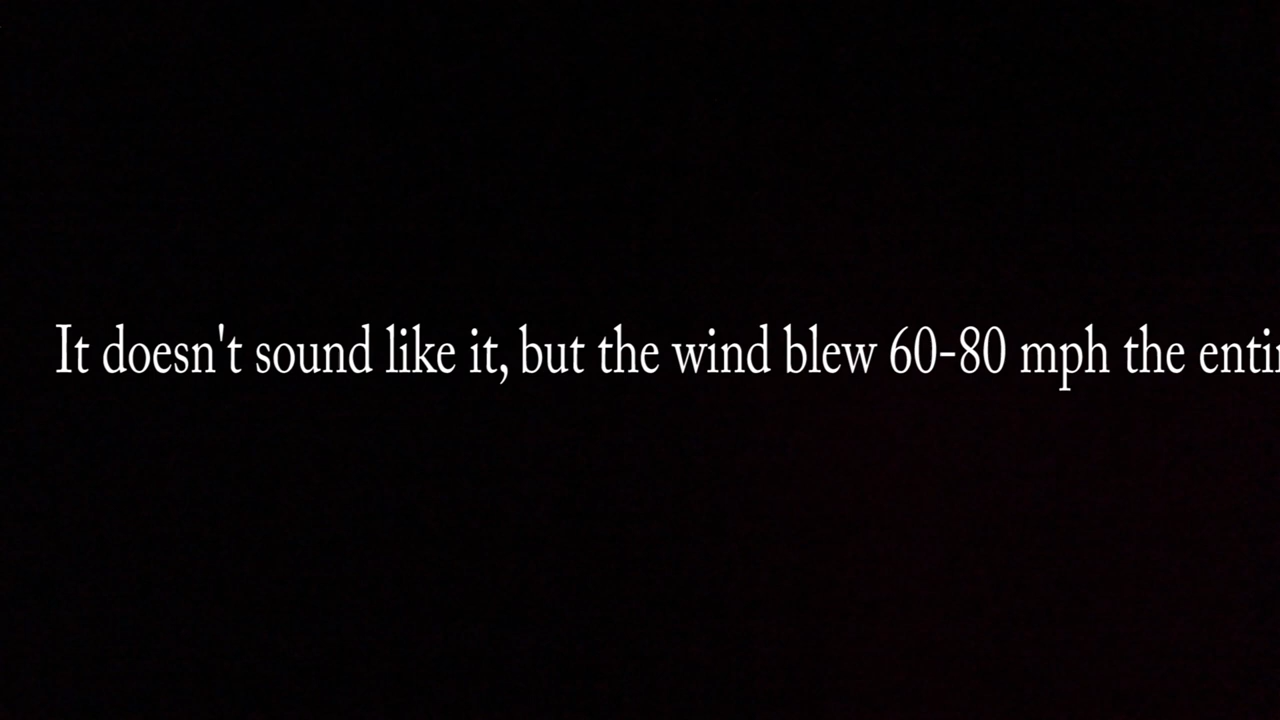 It doesn't sound like it, but the wind blew 60-80 mph the